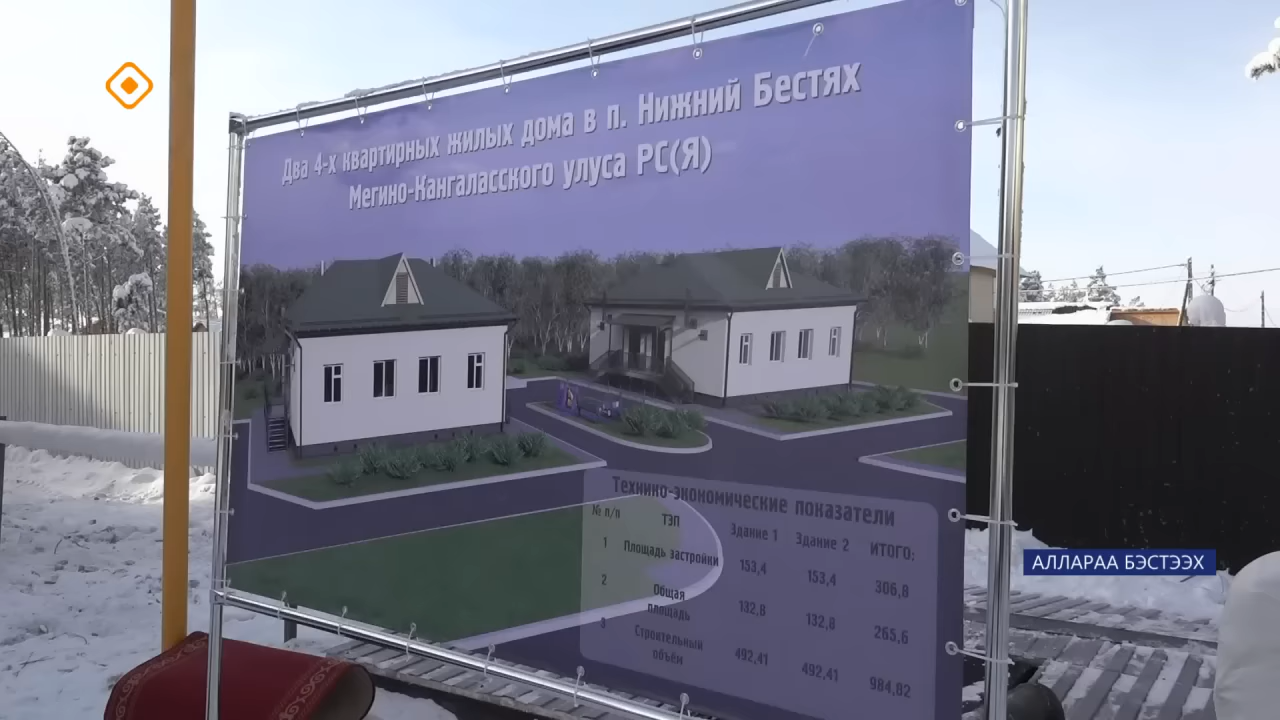 Два 4-х квартирных жилых дома в п. Нижний Бестях
Мегино-Кангаласского улуса РС(Я)
Технико-экономические показатели
№ п/п ТЭП Здание 1 Здание 2 ИТОГО:
1 Площадь застройки 153,4 153,4 306,8
2 Общая площадь 132,8 132,8 265,6
3 Строительный объём 492,41 492,41 984,82
АЛЛАРАА БЭСТЭЭХ